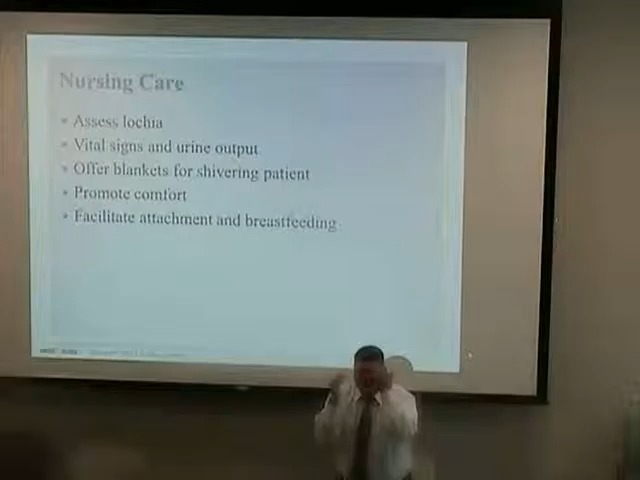 Nursing Care
Assess lochia
Vital signs and urine output
Offer blankets for shivering patient
Promote comfort
Facilitate attachment and breastfeeding